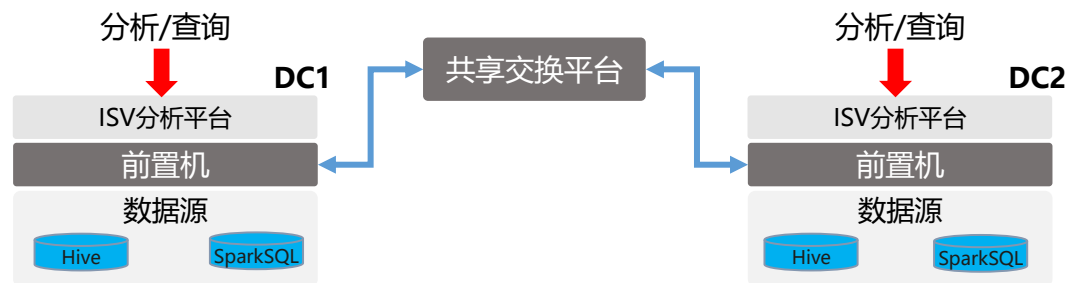 分析/查询
DC1
ISV分析平台
前置机
数据源
Hive
SparkSQL
共享交换平台
分析/查询
DC2
ISV分析平台
前置机
数据源
Hive
SparkSQL